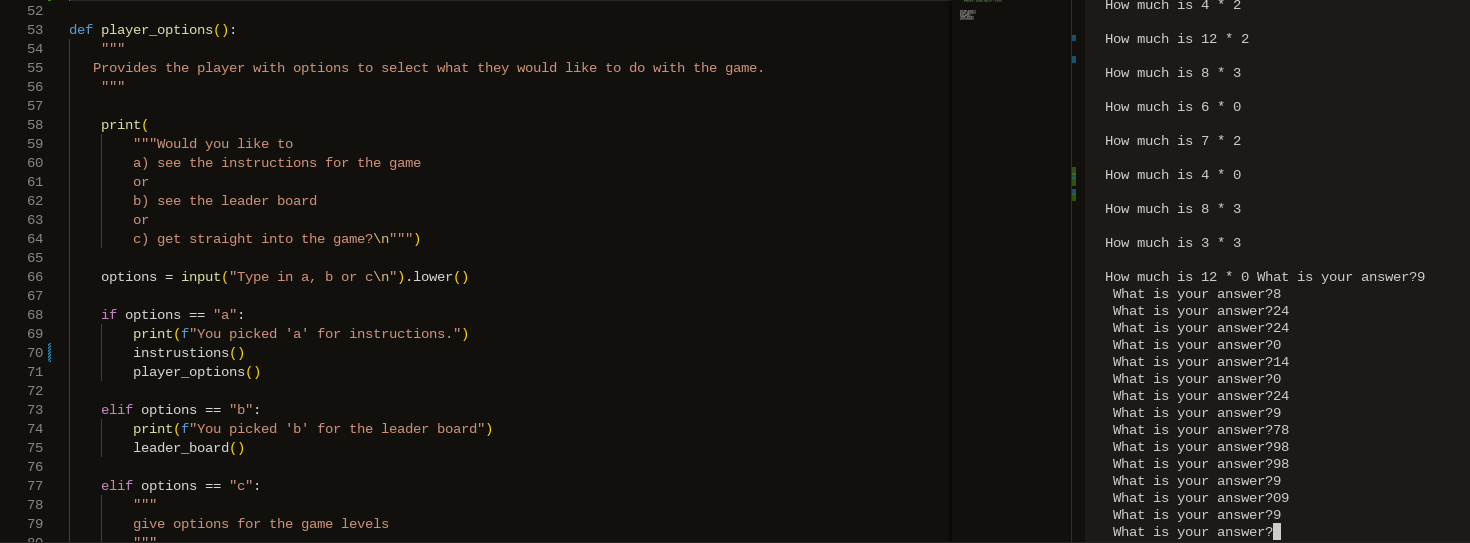 52
53 def player_options():
54     """
55    Provides the player with options to select what they would like to do with the game.
56     """
57
58     print(
59         """Would you like to
60         a) see the instructions for the game
61         or
62         b) see the leader board
63         or
64         c) get straight into the game?\n""")
65
66     options = input("Type in a, b or c\n").lower()
67
68     if options == "a":
69         print(f"You picked 'a' for instructions.")
70         instrustions()
71         player_options()
72
73     elif options == "b":
74         print(f"You picked 'b' for the leader board")
75         leader_board()
76
77     elif options == "c":
78         """
79         give options for the game levels
80         """
How much is 4 * 2
How much is 12 * 2
How much is 8 * 3
How much is 6 * 0
How much is 7 * 2
How much is 4 * 0
How much is 8 * 3
How much is 3 * 3
How much is 12 * 0 What is your answer?9
What is your answer?8
What is your answer?24
What is your answer?24
What is your answer?0
What is your answer?14
What is your answer?0
What is your answer?24
What is your answer?9
What is your answer?78
What is your answer?98
What is your answer?98
What is your answer?9
What is your answer?09
What is your answer?9
What is your answer?